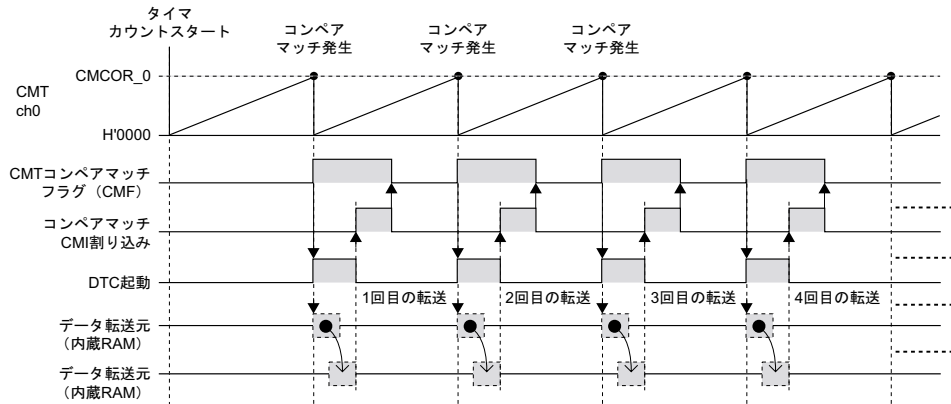 タイマ
カウントスタート
コンペア
マッチ発生
コンペア
マッチ発生
コンペア
マッチ発生
CMCOR_0
CMT
ch0
H'0000
CMTコンペアマッチ
フラグ（CMF）
コンペアマッチ
CMI割り込み
DTC起動
1回目の転送
2回目の転送
3回目の転送
4回目の転送
データ転送元
（内蔵RAM）
データ転送元
（内蔵RAM）